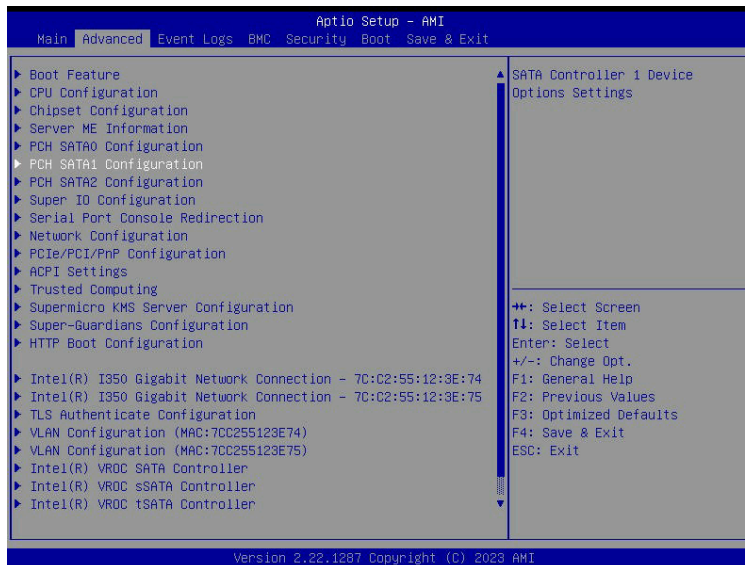 Aptio Setup - AMI
Main Advanced Event Logs BMC Security Boot Save & Exit
Boot Feature
CPU Configuration
Chipset Configuration
Server ME Information
PCH SATA0 Configuration
PCH SATA1 Configuration
PCH SATA2 Configuration
Super IO Configuration
Serial Port Console Redirection
Network Configuration
PCIe/PCI/PnP Configuration
ACPI Settings
Trusted Computing
Supermicro KMS Server Configuration
Super-Guardians Configuration
HTTP Boot Configuration
Intel(R) I350 Gigabit Network Connection - 7C:C2:55:12:3E:74
Intel(R) I350 Gigabit Network Connection - 7C:C2:55:12:3E:75
TLS Authenticate Configuration
VLAN Configuration (MAC:7CC255123E74)
VLAN Configuration (MAC:7CC255123E75)
Intel(R) VROC SATA Controller
Intel(R) VROC sSATA Controller
Intel(R) VROC tSATA Controller
SATA Controller 1 Device
Options Settings
→←: Select Screen
↑↓: Select Item
Enter: Select
+/-: Change Opt.
F1: General Help
F2: Previous Values
F3: Optimized Defaults
F4: Save & Exit
ESC: Exit
Version 2.22.1287 Copyright (C) 2023 AMI